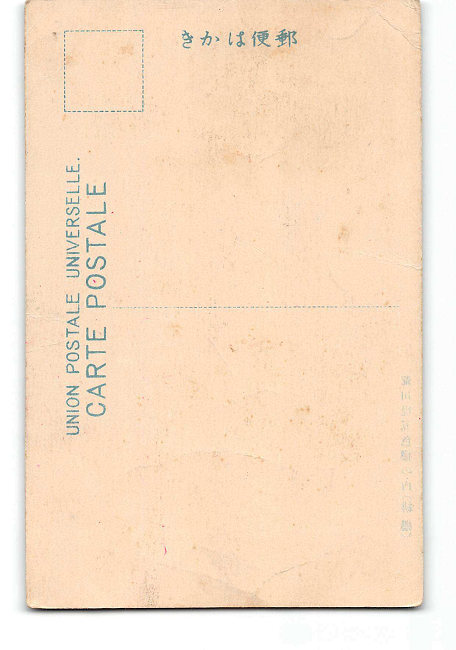 郵便はかき
UNION POSTALE UNIVERSELLE.
CARTE POSTALE